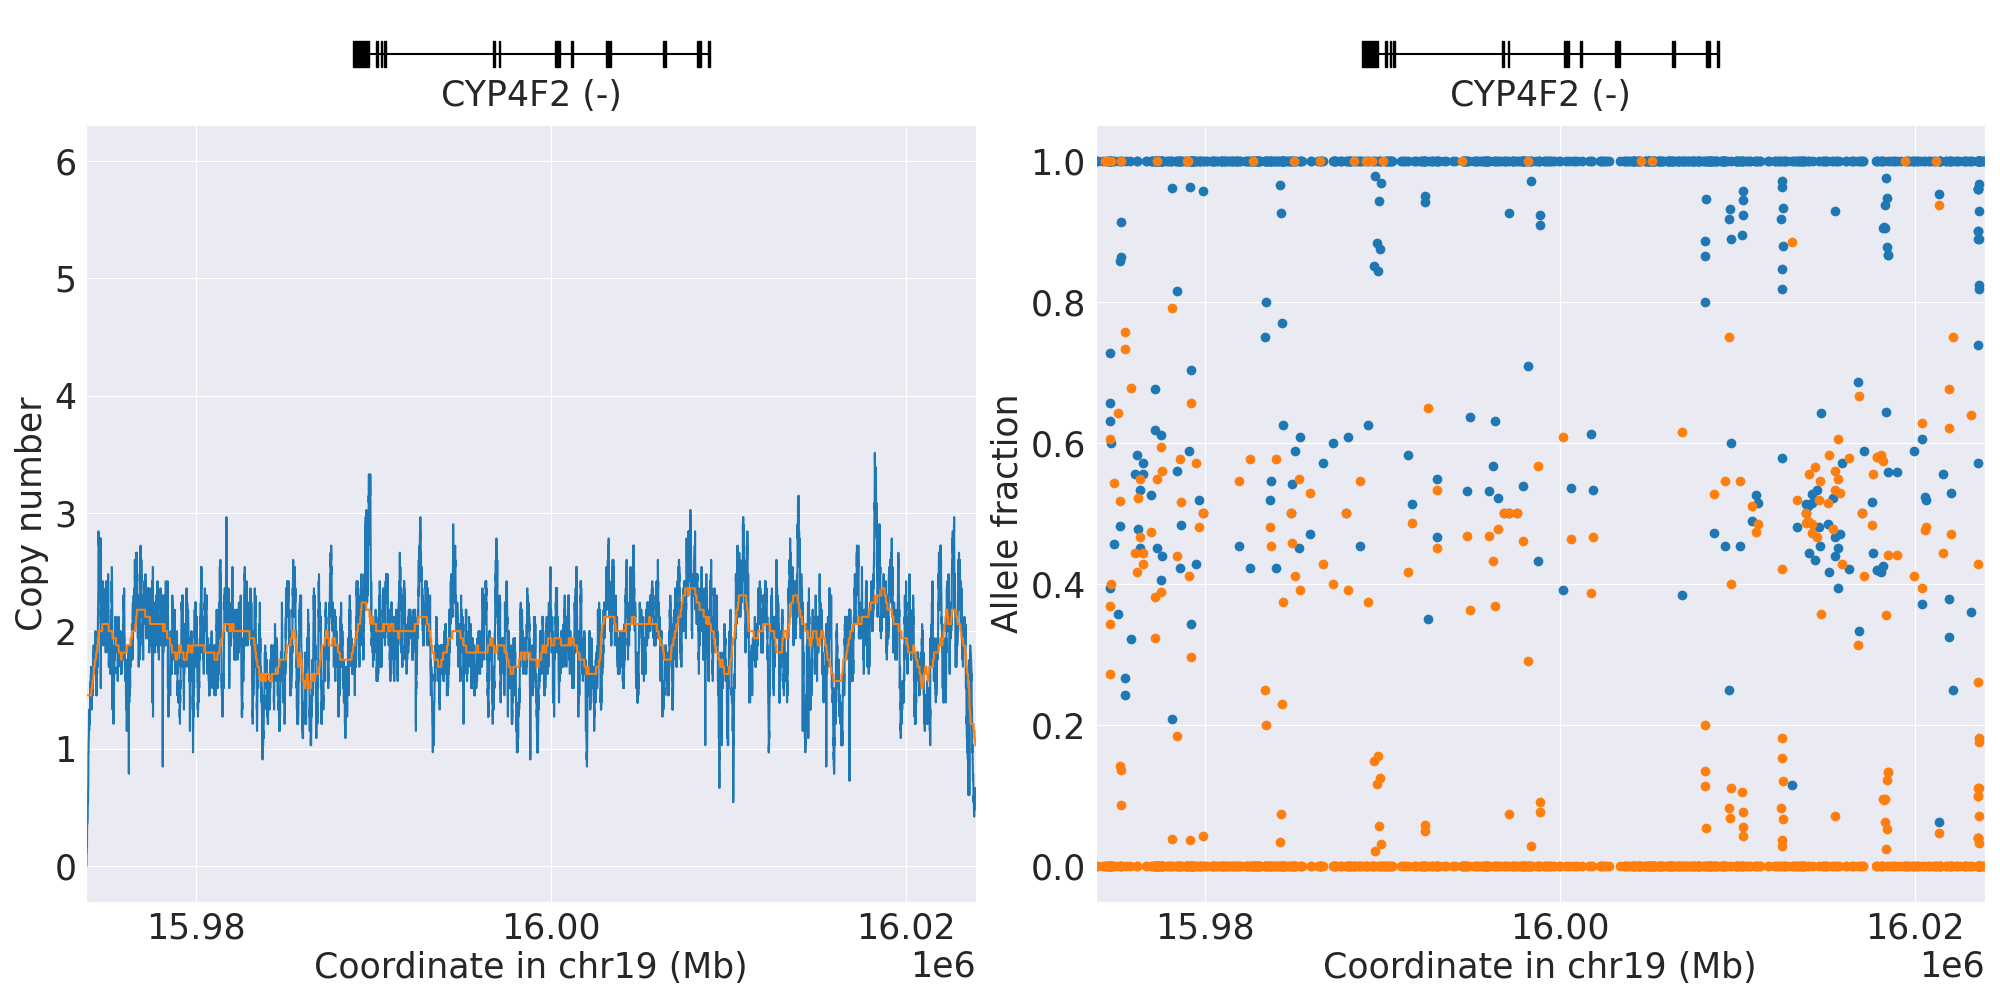 CYP4F2 (-)
6
5
4
3
2
1
0
Copy number
15.98
16.00
16.02
Coordinate in chr19 (Mb)
1e6
CYP4F2 (-)
1.0
0.8
0.6
0.4
0.2
0.0
Allele fraction
15.98
16.00
16.02
Coordinate in chr19 (Mb)
1e6